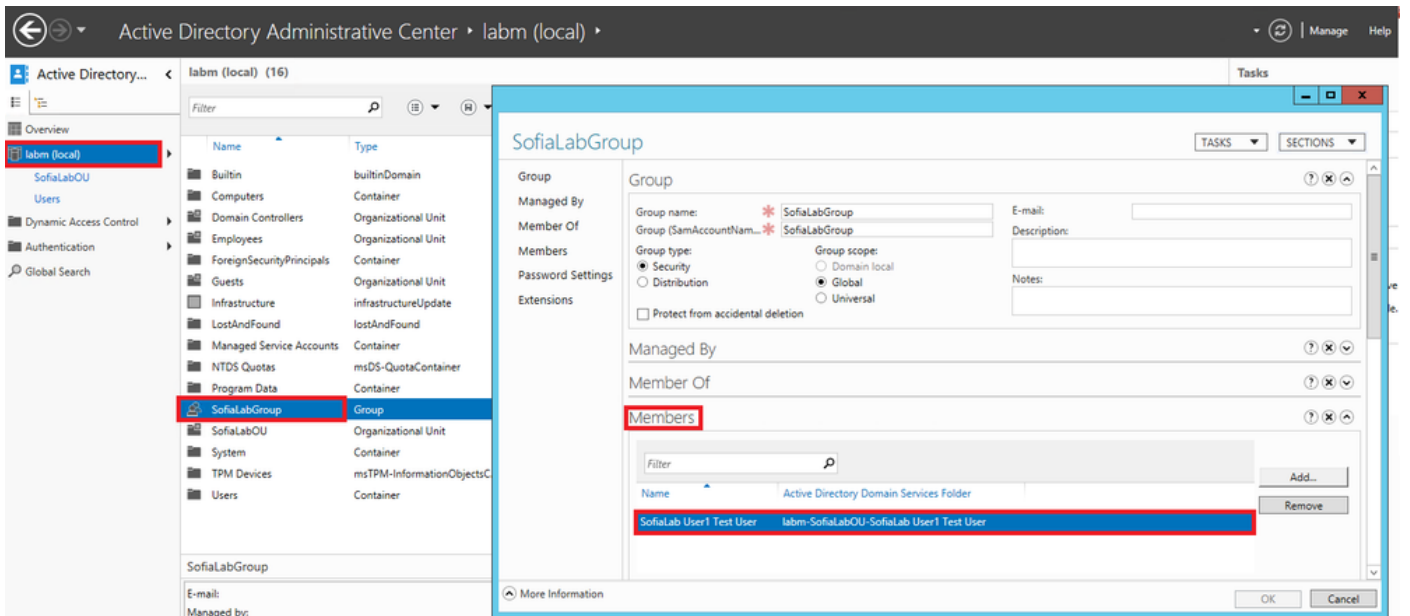 Active Directory Administrative Center • labm (local) •
Manage
Help
Active Directory...
Overview
labm (local)
SofiaLabOU
Users
Dynamic Access Control
Authentication
Global Search
labm (local) (16)
Filter
Name Type
Builtin builtinDomain
Computers Container
Domain Controllers Organizational Unit
Employees Organizational Unit
ForeignSecurityPrincipals Container
Guests Organizational Unit
Infrastructure infrastructureUpdate
LostAndFound lostAndFound
Managed Service Accounts Container
NTDS Quotas msDS-QuotaContainer
Program Data Container
SofiaLabGroup Group
SofiaLabOU Organizational Unit
System Container
TPM Devices msTPM-InformationObjectsC
Users Container
SofiaLabGroup
E-mail:
Managed by:
Tasks
SofiaLabGroup
TASKS
SECTIONS
Group
Managed By
Member Of
Members
Password Settings
Extensions
Group
Group name: * SofiaLabGroup
Group (SamAccountNam... * SofiaLabGroup
Group type:
Security
Distribution
Group scope:
Domain local
Global
Universal
Protect from accidental deletion
E-mail:
Description:
Notes:
Managed By
Member Of
Members
Filter
Name Active Directory Domain Services Folder
SofiaLab User1 Test User labm-SofiaLabOU-SofiaLab User1 Test User
Add...
Remove
More Information
OK
Cancel